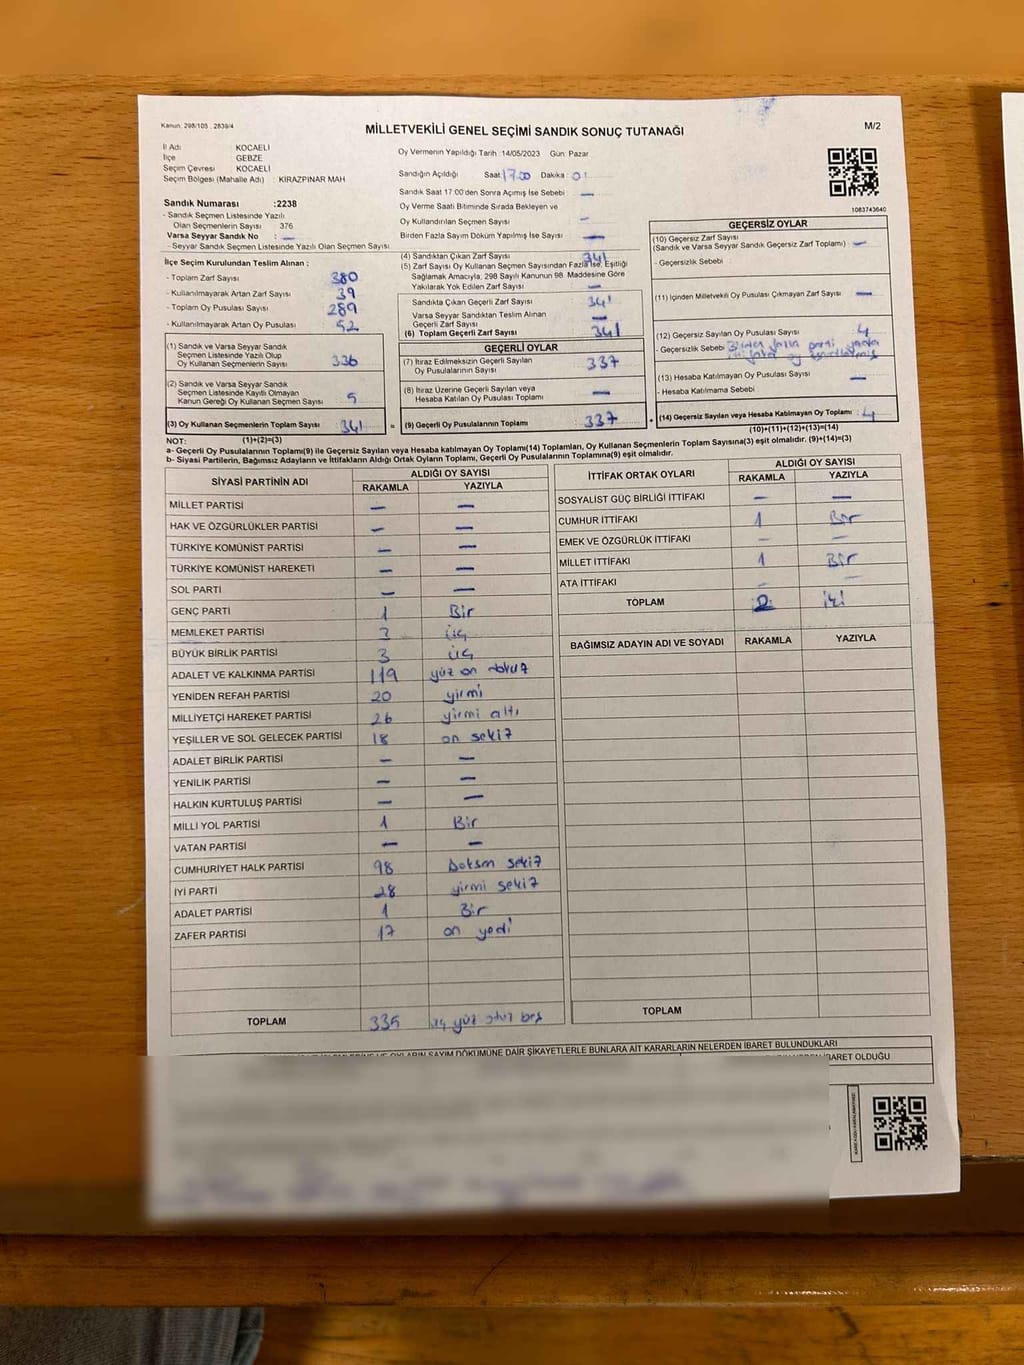 Kanun: 298/105 , 2839/4
MİLLETVEKİLİ GENEL SEÇİMİ SANDIK SONUÇ TUTANAĞI
M/2
İl Adı KOCAELİ
İlçe GEBZE
Seçim Çevresi KOCAELİ
Seçim Bölgesi (Mahalle Adı) : KIRAZPINAR MAH
Sandık Numarası :2238
- Sandık Seçmen Listesinde Yazılı
Olan Seçmenlerin Sayısı : 376
Varsa Seyyar Sandık No : —
- Seyyar Sandık Seçmen Listesinde Yazılı Olan Seçmen Sayısı
İlçe Seçim Kurulundan Teslim Alınan :
- Toplam Zarf Sayısı 380
- Kullanılmayarak Artan Zarf Sayısı 39
- Toplam Oy Pusulası Sayısı 289
- Kullanılmayarak Artan Oy Pusulası 52
(1) Sandık ve Varsa Seyyar Sandık
Seçmen Listesinde Yazılı Olup
Oy Kullanan Seçmenlerin Sayısı 336
(2) Sandık ve Varsa Seyyar Sandık
Seçmen Listesinde Kayıtlı Olmayan
Kanun Gereği Oy Kullanan Seçmen Sayısı 5
(3) Oy Kullanan Seçmenlerin Toplam Sayısı 341
Oy Vermenin Yapıldığı Tarih :14/05/2023 Gün: Pazar
Sandığın Açıldığı Saat: 17.00 Dakika: 01
Sandık Saat 17:00'den Sonra Açımış İse Sebebi : —
Oy Verme Saati Bitiminde Sırada Bekleyen ve
Oy Kullandırılan Seçmen Sayısı —
Birden Fazla Sayım Döküm Yapılmış İse Sayısı —
(4) Sandıktan Çıkan Zarf Sayısı 341
(5) Zarf Sayısı Oy Kullanan Seçmen Sayısından Fazla İse, Eşitliği
Sağlamak Amacıyla, 298 Sayılı Kanunun 98. Maddesine Göre
Yakılarak Yok Edilen Zarf Sayısı —
Sandıkta Çıkan Geçerli Zarf Sayısı 341
Varsa Seyyar Sandıktan Teslim Alınan
Geçerli Zarf Sayısı —
(6) Toplam Geçerli Zarf Sayısı 341
GEÇERLİ OYLAR
(7) İtiraz Edilmeksizin Geçerli Sayılan
Oy Pusulalarının Sayısı 337
(8) İtiraz Üzerine Geçerli Sayılan veya
Hesaba Katılan Oy Pusulası Toplamı —
= (9) Geçerli Oy Pusulalarının Toplamı 337
1083743640
GEÇERSİZ OYLAR
(10) Geçersiz Zarf Sayısı
(Sandık ve Varsa Seyyar Sandık Geçersiz Zarf Toplamı) —
- Geçersizlik Sebebi :
(11) İçinden Milletvekili Oy Pusulası Çıkmayan Zarf Sayısı —
(12) Geçersiz Sayılan Oy Pusulası Sayısı 4
- Geçersizlik Sebebi fazla parti
(13) Hesaba Katılmayan Oy Pusulası Sayısı —
- Hesaba Katılmama Sebebi
+ (14) Geçersiz Sayılan veya Hesaba Katılmayan Oy Toplamı : 4
NOT: (1)+(2)=(3) (10)+(11)+(12)+(13)=(14)
a- Geçerli Oy Pusulalarının Toplamı(9) ile Geçersiz Sayılan veya Hesaba katılmayan Oy Toplamı(14) Toplamları, Oy Kullanan Seçmenlerin Toplam Sayısına(3) eşit olmalıdır. (9)+(14)=(3)
b- Siyasi Partilerin, Bağımsız Adayların ve İttifakların Aldığı Ortak Oyların Toplamı, Geçerli Oy Pusulalarının Toplamına(9) eşit olmalıdır.
SİYASİ PARTİNİN ADI ALDIĞI OY SAYISI
RAKAMLA YAZIYLA
MİLLET PARTİSİ — —
HAK VE ÖZGÜRLÜKLER PARTİSİ — —
TÜRKİYE KOMÜNİST PARTİSİ — —
TÜRKİYE KOMÜNİST HAREKETİ — —
SOL PARTİ — —
GENÇ PARTİ 1 Bir
MEMLEKET PARTİSİ 3 üç
BÜYÜK BİRLİK PARTİSİ 3 üç
ADALET VE KALKINMA PARTİSİ 119 yüz on dokuz
YENİDEN REFAH PARTİSİ 20 yirmi
MİLLİYETÇİ HAREKET PARTİSİ 26 yirmi altı
YEŞİLLER VE SOL GELECEK PARTİSİ 18 on sekiz
ADALET BİRLİK PARTİSİ — —
YENİLİK PARTİSİ — —
HALKIN KURTULUŞ PARTİSİ — —
MİLLİ YOL PARTİSİ 1 Bir
VATAN PARTİSİ — —
CUMHURİYET HALK PARTİSİ 98 Doksan sekiz
İYİ PARTİ 28 yirmi sekiz
ADALET PARTİSİ 1 Bir
ZAFER PARTİSİ 17 on yedi
TOPLAM 335 üç yüz otuz beş
İTTİFAK ORTAK OYLARI ALDIĞI OY SAYISI
RAKAMLA YAZIYLA
SOSYALİST GÜÇ BİRLİĞİ İTTİFAKI — —
CUMHUR İTTİFAKI 1 Bir
EMEK VE ÖZGÜRLÜK İTTİFAKI — —
MİLLET İTTİFAKI 1 Bir
ATA İTTİFAKI — —
TOPLAM 2 iki
BAĞIMSIZ ADAYIN ADI VE SOYADI RAKAMLA YAZIYLA
TOPLAM
OYLARIN SAYIM DÖKÜMÜNE DAİR ŞİKAYETLERLE BUNLARA AİT KARARLARIN NELERDEN İBARET BULUNDUKLARI
İBARET OLDUĞU